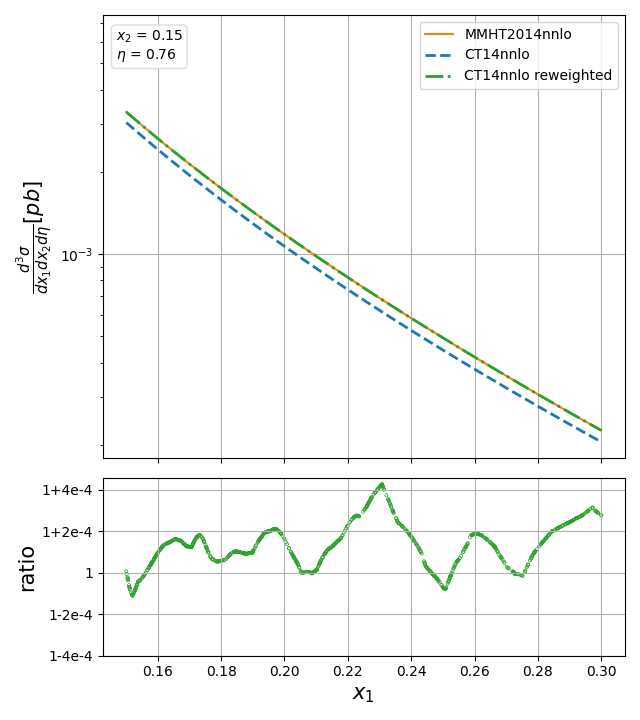 x₂ = 0.15
η = 0.76
MMHT2014nnlo
CT14nnlo
CT14nnlo reweighted
d³σ/dx₁dx₂dη [pb]
10⁻³
1+4e-4
1+2e-4
1
1-2e-4
1-4e-4
ratio
0.16 0.18 0.20 0.22 0.24 0.26 0.28 0.30
x₁